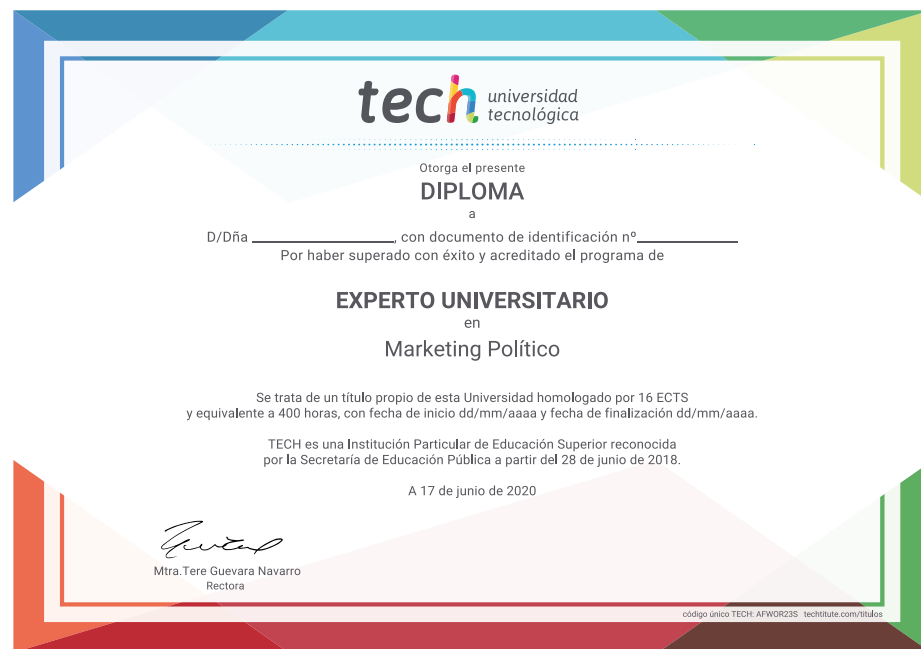 tech universidad
tecnológica
Otorga el presente
DIPLOMA
a
D/Dña ____________, con documento de identificación nº____________
Por haber superado con éxito y acreditado el programa de
EXPERTO UNIVERSITARIO
en
Marketing Político
Se trata de un título propio de esta Universidad homologado por 16 ECTS
y equivalente a 400 horas, con fecha de inicio dd/mm/aaaa y fecha de finalización dd/mm/aaaa.
TECH es una Institución Particular de Educación Superior reconocida
por la Secretaría de Educación Pública a partir del 28 de junio de 2018.
A 17 de junio de 2020
Mtra.Tere Guevara Navarro
Rectora
código único TECH: AFWOR23S techtitute.com/titulos